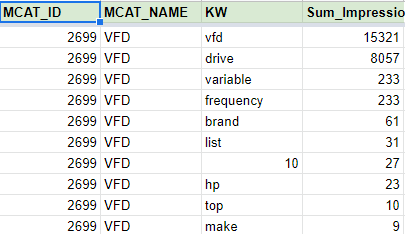 MCAT_ID MCAT_NAME KW Sum_Impressio
2699 VFD vfd 15321
2699 VFD drive 8057
2699 VFD variable 233
2699 VFD frequency 233
2699 VFD brand 61
2699 VFD list 31
2699 VFD 10 27
2699 VFD hp 23
2699 VFD top 10
2699 VFD make 9